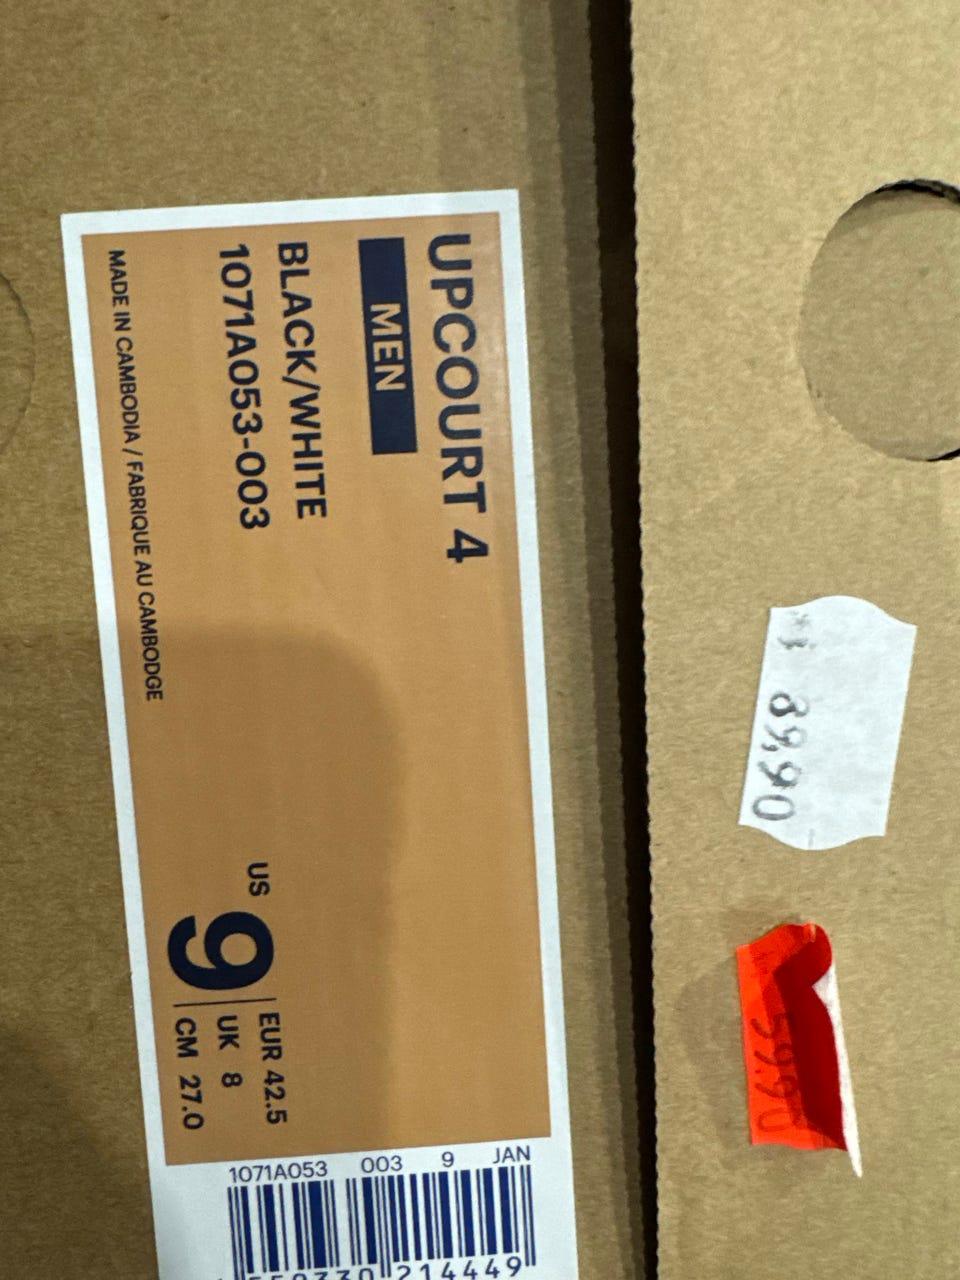 UPCOURT 4
MEN
BLACK/WHITE
1071A053-003
MADE IN CAMBODIA / FABRIQUE AU CAMBODGE
US
9
EUR 42.5
UK 8
CM 27.0
1071A053 003 9 JAN
214449
89,90
59.90